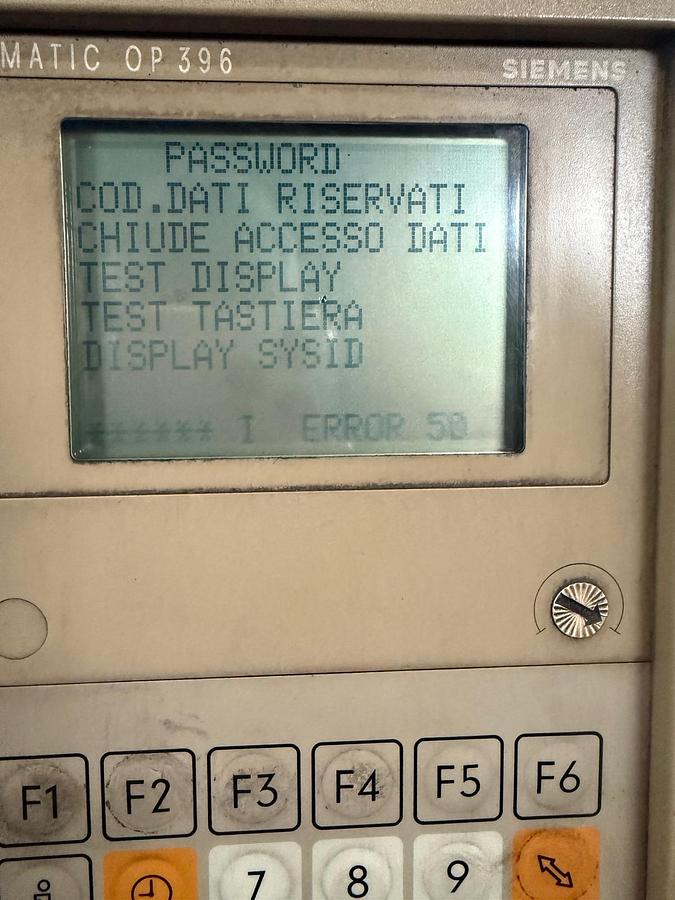 MATIC OP 396
SIEMENS
PASSWORD
COD.DATI RISERVATI
CHIUDE ACCESSO DATI
TEST DISPLAY
TEST TASTIERA
DISPLAY SYSID
****** I ERROR 50
F1 F2 F3 F4 F5 F6
7 8 9